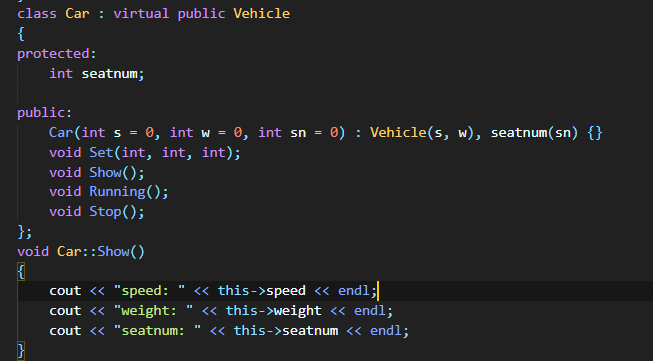 class Car : virtual public Vehicle
{
protected:
    int seatnum;
public:
    Car(int s = 0, int w = 0, int sn = 0) : Vehicle(s, w), seatnum(sn) {}
    void Set(int, int, int);
    void Show();
    void Running();
    void Stop();
};
void Car::Show()
{
    cout << "speed: " << this->speed << endl;
    cout << "weight: " << this->weight << endl;
    cout << "seatnum: " << this->seatnum << endl;
}